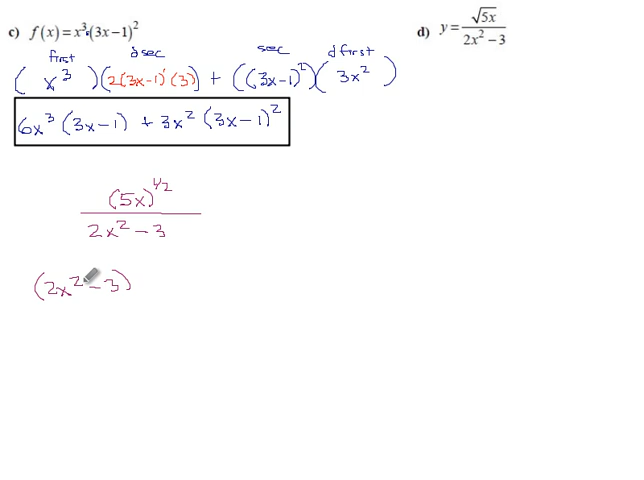 c) f(x) = x³·(3x−1)²
d) y = √5x / (2x² − 3)
first d sec sec d first
( x³ )(2(3x−1)¹(3)) + ((3x−1)²)( 3x² )
6x³ (3x−1) + 3x² (3x−1)²
(5x)^1/2
2x² − 3
(2x² − 3)